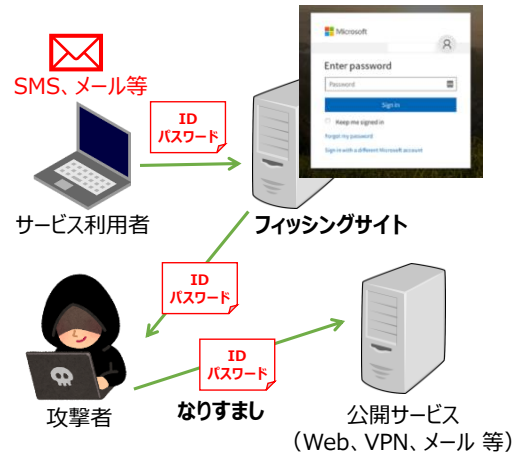 Microsoft
Enter password
Password
Sign in
Keep me signed in
Forgot my password
Sign in with a different Microsoft account
SMS、メール等
ID
パスワード
サービス利用者
フィッシングサイト
ID
パスワード
ID
パスワード
攻撃者
なりすまし
公開サービス
（Web、VPN、メール 等）